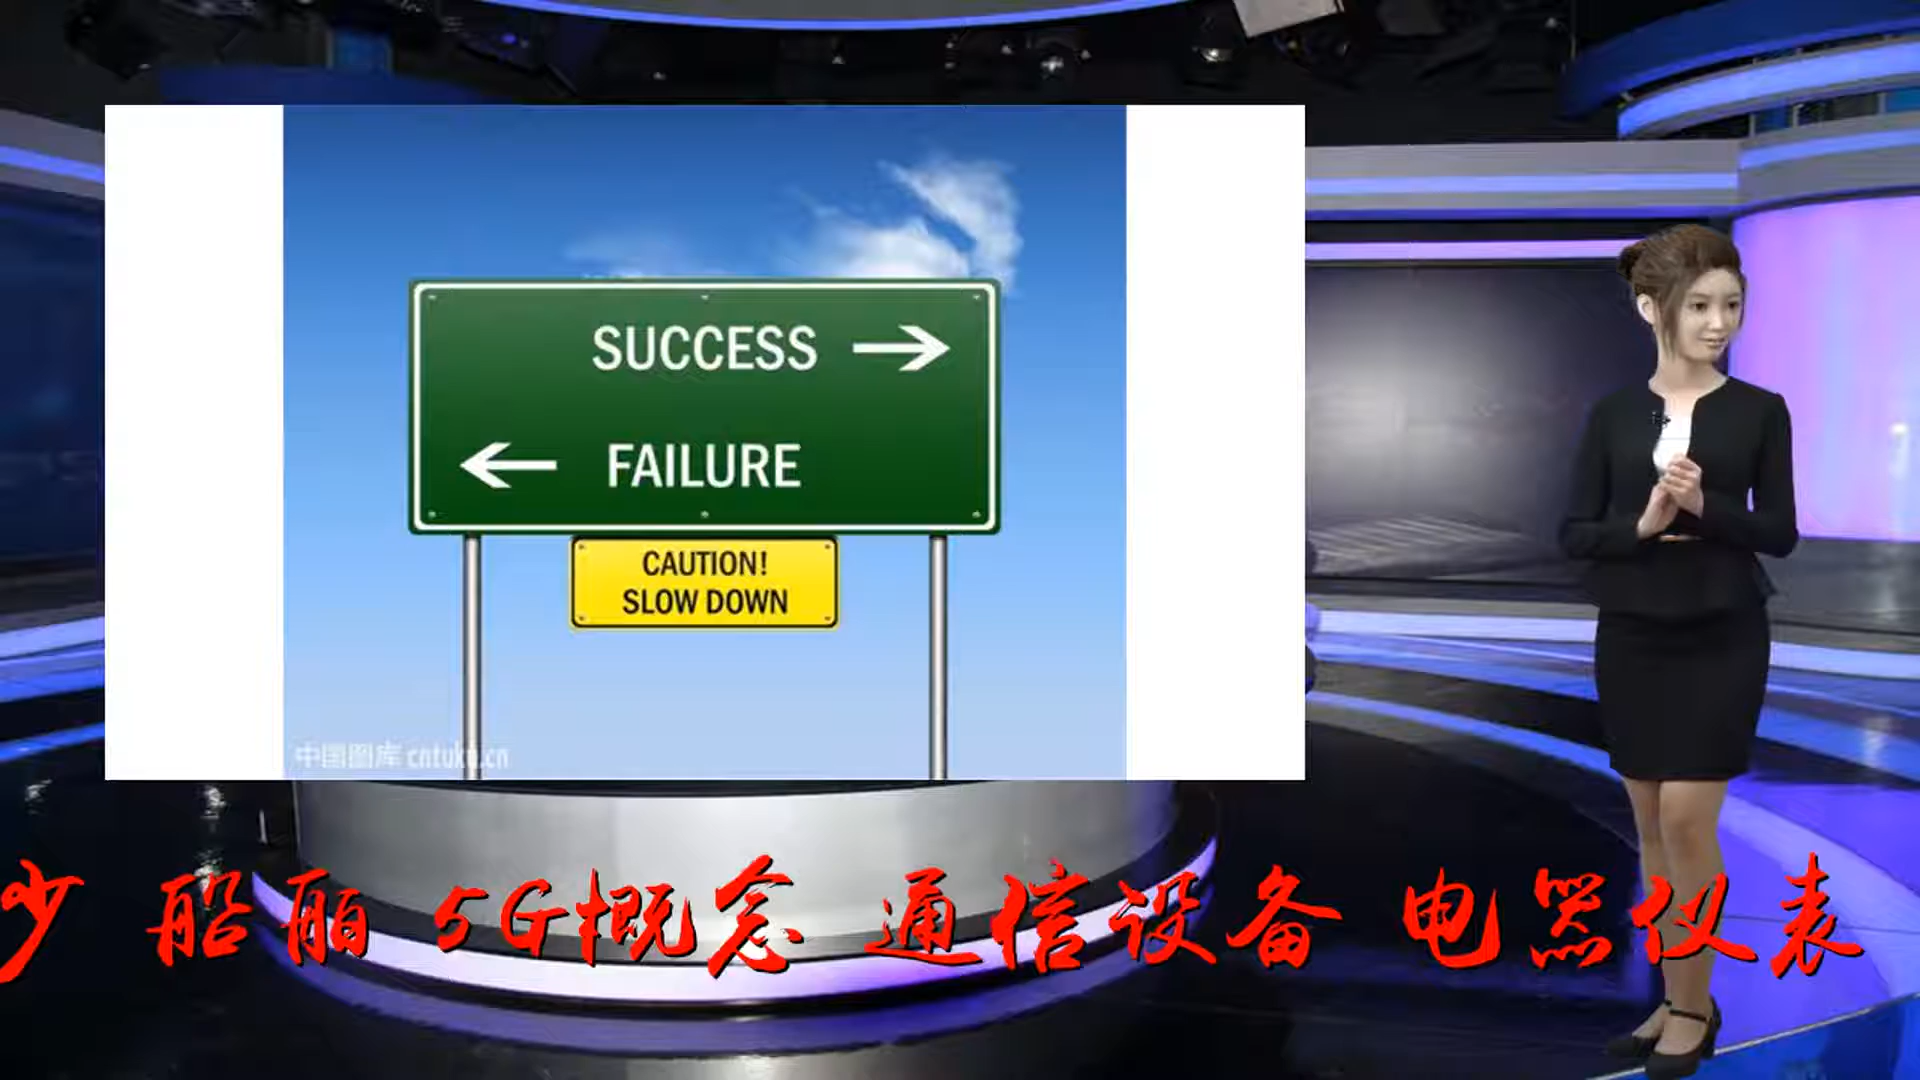 SUCCESS
FAILURE
CAUTION!
SLOW DOWN
中国图库 cntuku.cn
船舶 5G概念 通信设备 电器仪表